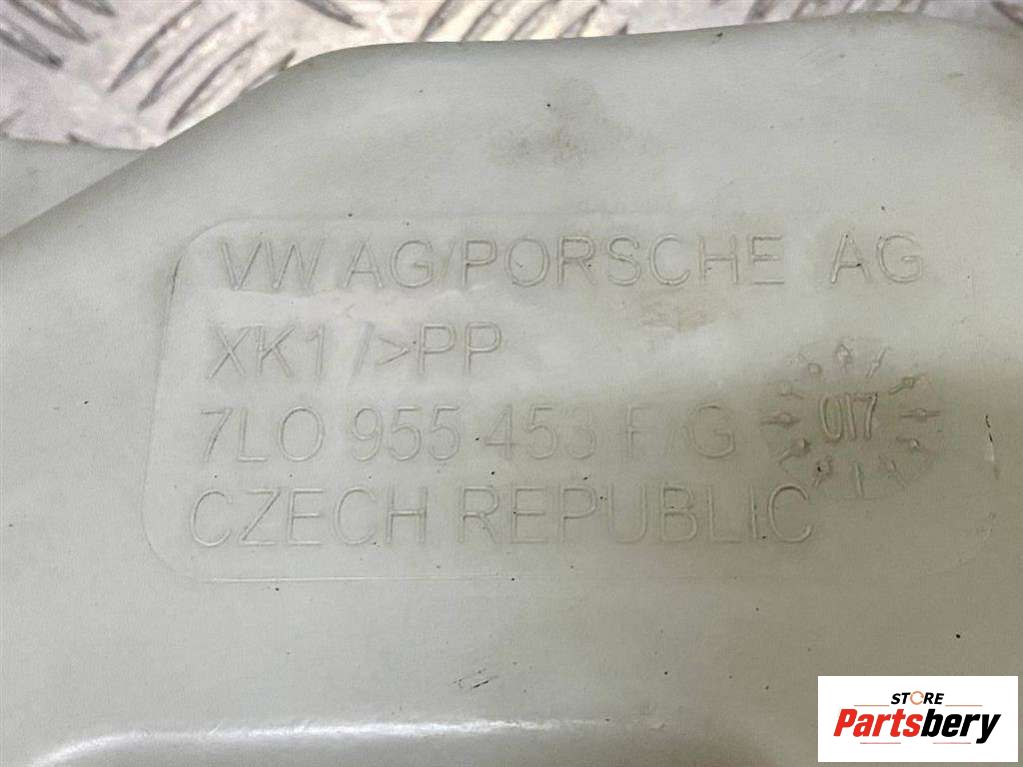 VW AG/PORSCHE AG
XK1 />PP
7L0 955 453 F/G
017
CZECH REPUBLIC
STORE
Partsbery